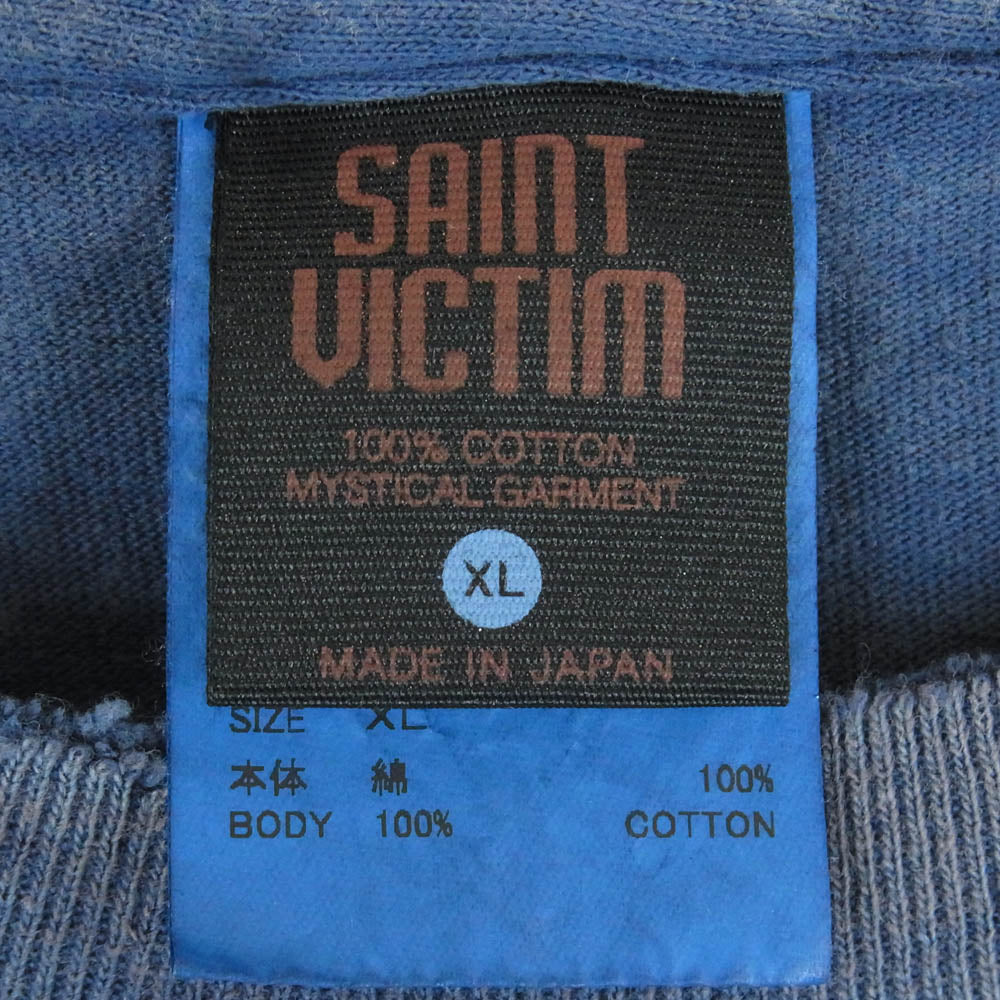 SAINT
VICTIM
100% COTTON
MYSTICAL GARMENT
XL
MADE IN JAPAN
SIZE XL
本体 綿 100%
BODY 100% COTTON